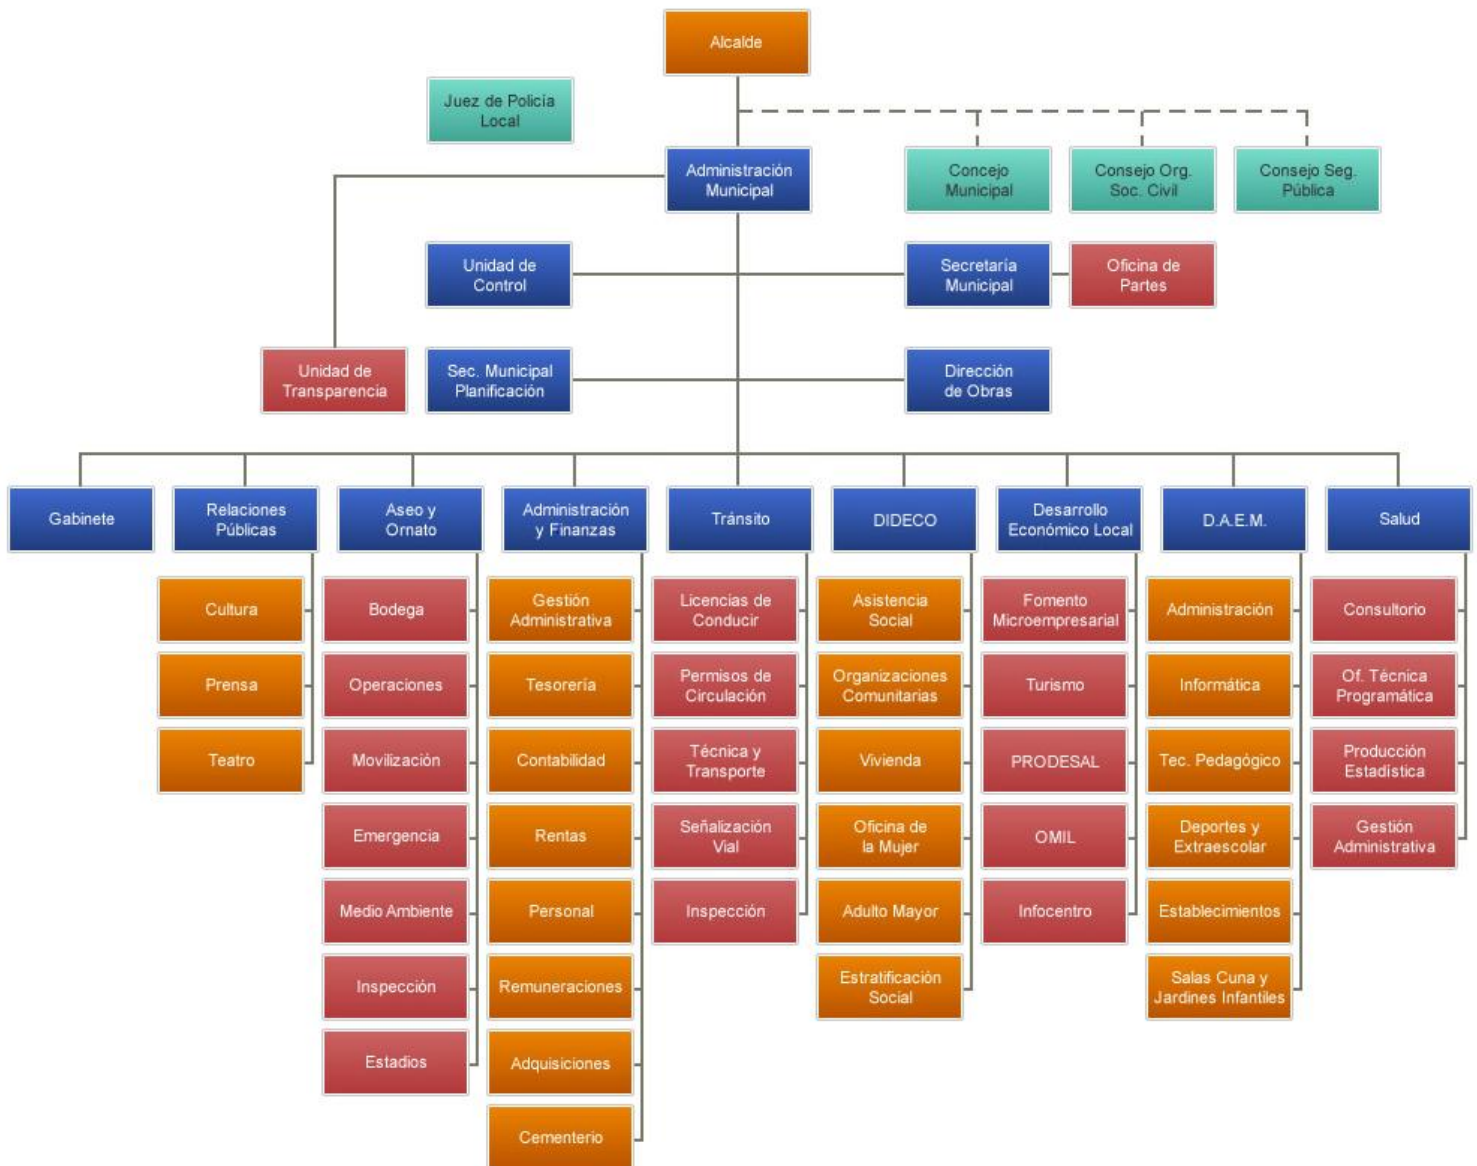 Alcalde
Juez de Policía
Local
Administración
Municipal
Concejo
Municipal
Consejo Org.
Soc. Civil
Consejo Seg.
Pública
Unidad de
Control
Secretaría
Municipal
Oficina de
Partes
Unidad de
Transparencia
Sec. Municipal
Planificación
Dirección
de Obras
Gabinete
Relaciones
Públicas
Aseo y
Ornato
Administración
y Finanzas
Tránsito
DIDECO
Desarrollo
Económico Local
D.A.E.M.
Salud
Cultura
Prensa
Teatro
Bodega
Operaciones
Movilización
Emergencia
Medio Ambiente
Inspección
Estadios
Gestión
Administrativa
Tesorería
Contabilidad
Rentas
Personal
Remuneraciones
Adquisiciones
Cementerio
Licencias de
Conducir
Permisos de
Circulación
Técnica y
Transporte
Señalización
Vial
Inspección
Asistencia
Social
Organizaciones
Comunitarias
Vivienda
Oficina de
la Mujer
Adulto Mayor
Estratificación
Social
Fomento
Microempresarial
Turismo
PRODESAL
OMIL
Infocentro
Administración
Informática
Tec. Pedagógico
Deportes y
Extraescolar
Establecimientos
Salas Cuna y
Jardines Infantiles
Consultorio
Of. Técnica
Programática
Producción
Estadística
Gestión
Administrativa